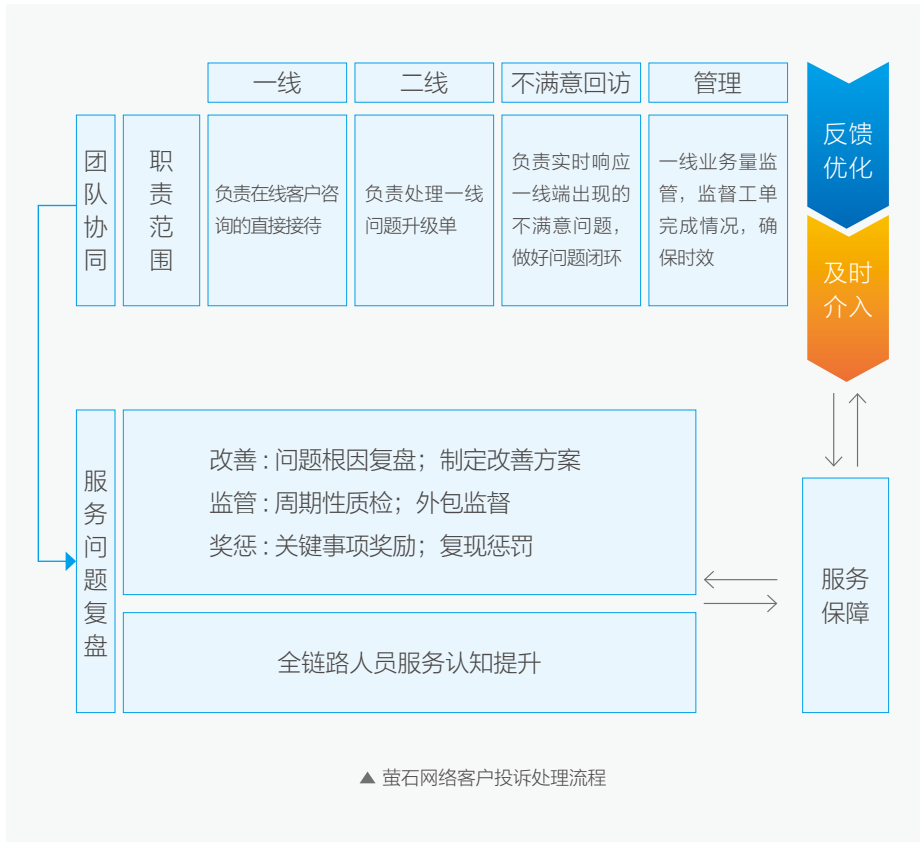 一线
二线
不满意回访
管理
团队协同
职责范围
负责在线客户咨
询的直接接待
负责处理一线
问题升级单
负责实时响应
一线端出现的
不满意问题，
做好问题闭环
一线业务量监
管，监督工单
完成情况，确
保时效
反馈
优化
及时
介入
服务问题复盘
改善：问题根因复盘；制定改善方案
监管：周期性质检；外包监督
奖惩：关键事项奖励；复现惩罚
全链路人员服务认知提升
服务
保障
▲ 萤石网络客户投诉处理流程